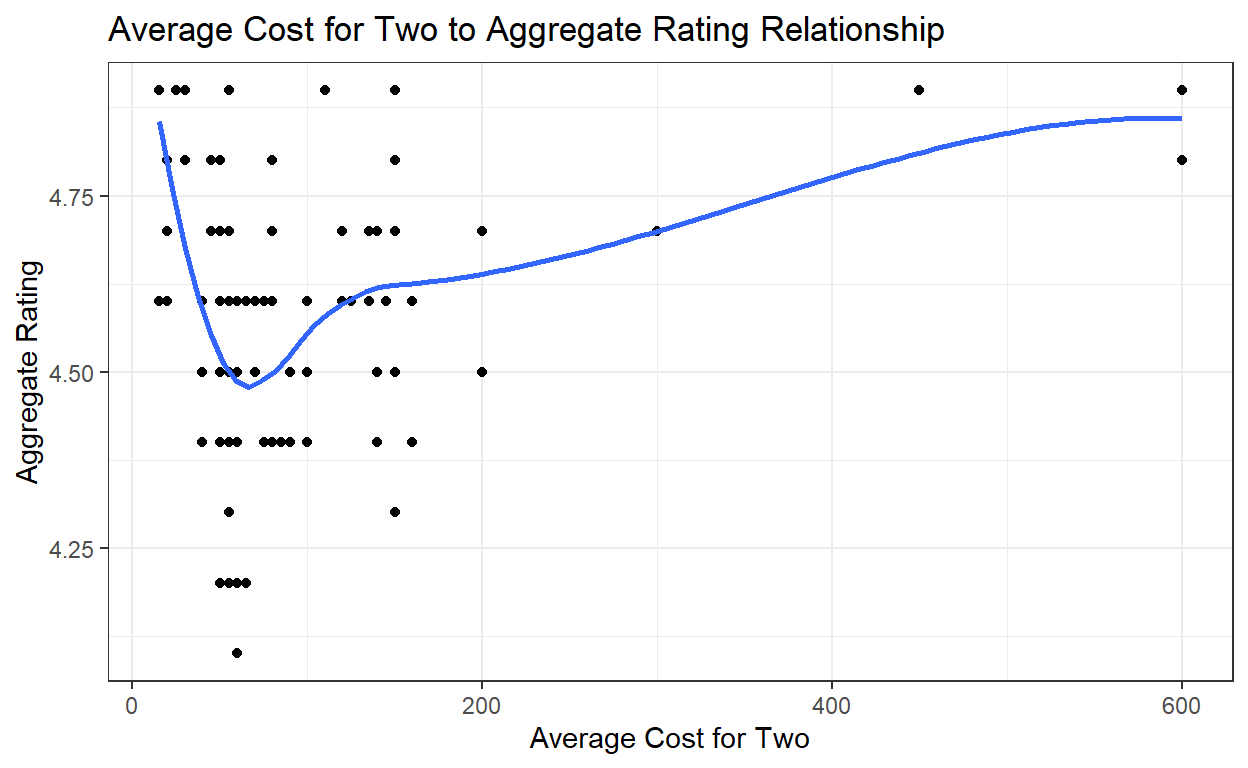 Average Cost for Two to Aggregate Rating Relationship
Aggregate Rating
4.75
4.50
4.25
0 200 400 600
Average Cost for Two